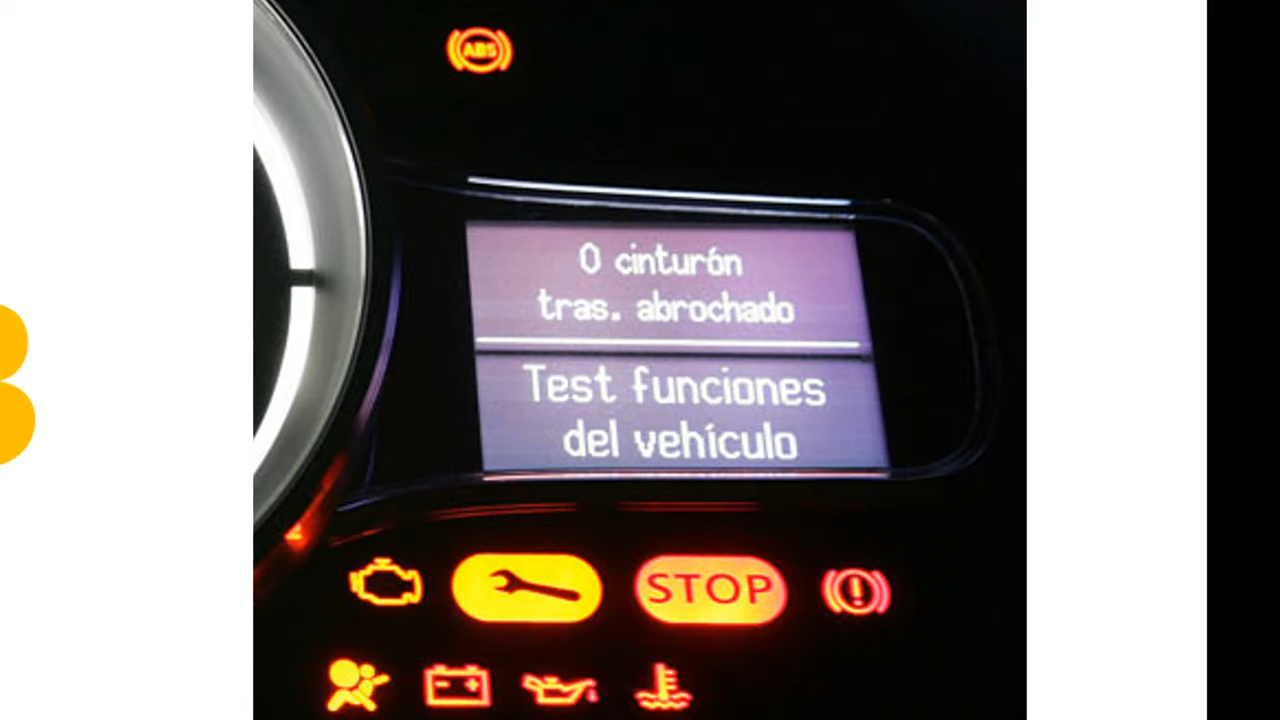 ABS
0 cinturón
tras. abrochado
Test funciones
del vehículo
STOP